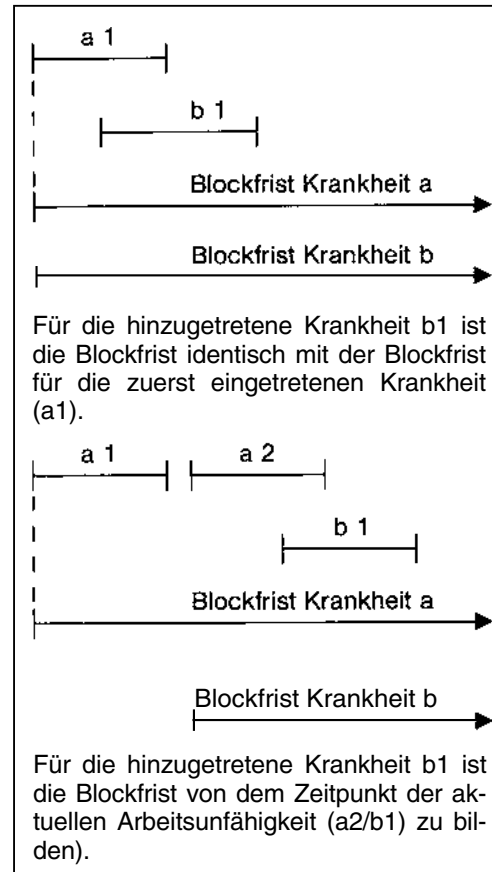 a 1
b 1
Blockfrist Krankheit a
Blockfrist Krankheit b
Für die hinzugetretene Krankheit b1 ist
die Blockfrist identisch mit der Blockfrist
für die zuerst eingetretenen Krankheit
(a1).
a 1 a 2
b 1
Blockfrist Krankheit a
Blockfrist Krankheit b
Für die hinzugetretene Krankheit b1 ist
die Blockfrist von dem Zeitpunkt der ak-
tuellen Arbeitsunfähigkeit (a2/b1) zu bil-
den).